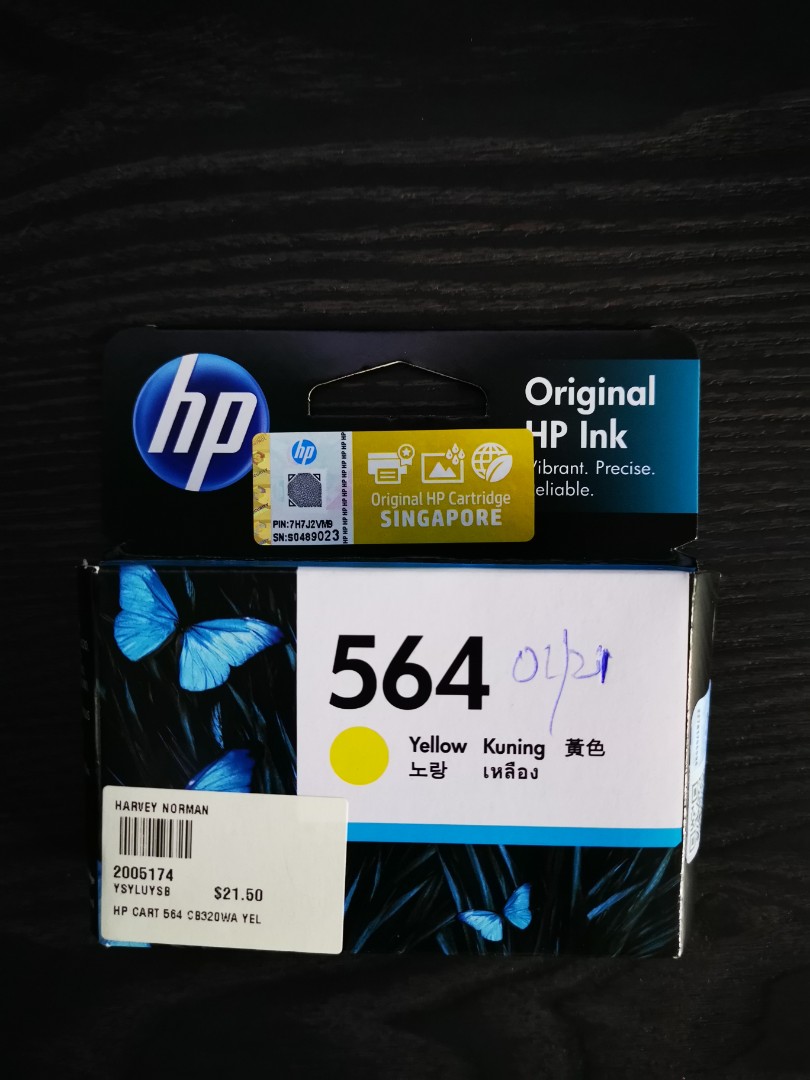 hp
Original
HP Ink
Vibrant. Precise.
eliable.
hp
Original HP Cartridge
SINGAPORE
PIN:7H7J2VM9
SN:S0489023
564
01/21
Yellow Kuning 黃色
노랑 เหลือง
HARVEY NORMAN
2005174
YSYLUYSB $21.50
HP CART 564 CB320WA YEL